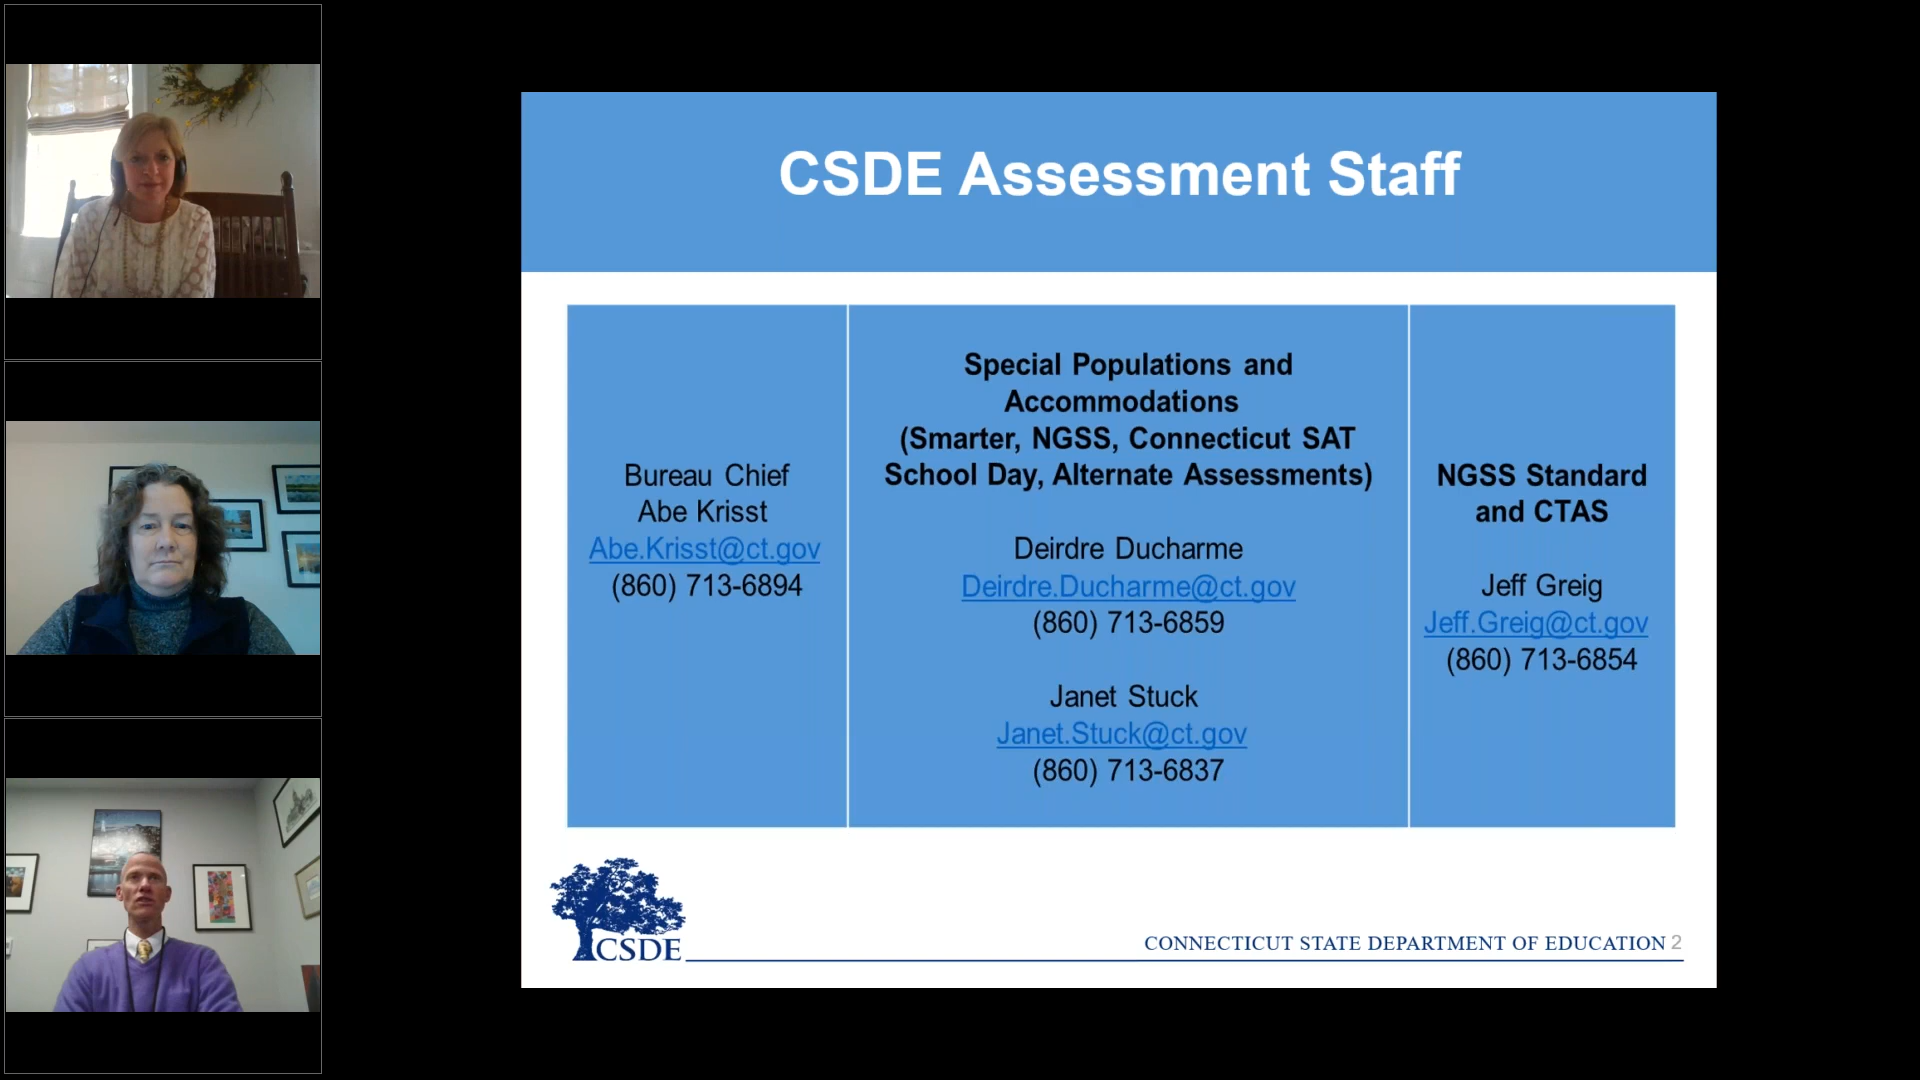 CSDE Assessment Staff
Bureau Chief
Abe Krisst
Abe.Krisst@ct.gov
(860) 713-6894
Special Populations and
Accommodations
(Smarter, NGSS, Connecticut SAT
School Day, Alternate Assessments)
Deirdre Ducharme
Deirdre.Ducharme@ct.gov
(860) 713-6859
Janet Stuck
Janet.Stuck@ct.gov
(860) 713-6837
NGSS Standard
and CTAS
Jeff Greig
Jeff.Greig@ct.gov
(860) 713-6854
CSDE
CONNECTICUT STATE DEPARTMENT OF EDUCATION 2